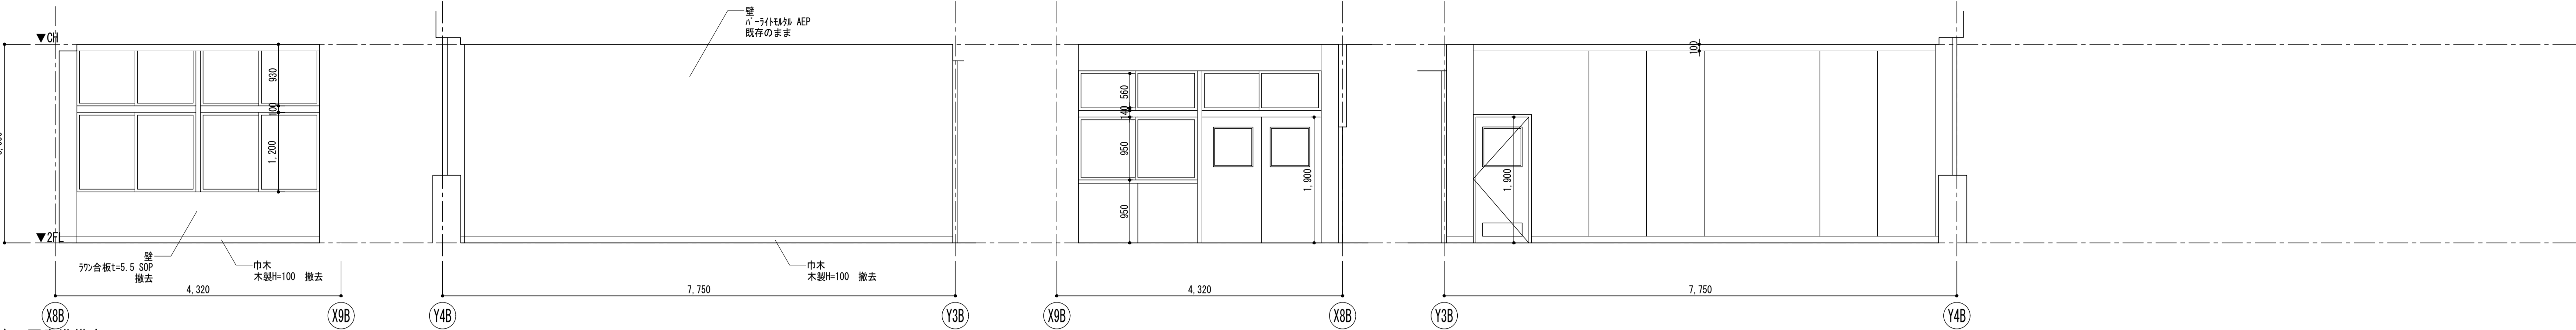 ▼CH
▼2FL
930
100
1,200
壁
ラワン合板t=5.5 SOP
撤去
巾木
木製H=100 撤去
4,320
X8B
X9B
壁
パーライトモルタル AEP
既存のまま
巾木
木製H=100 撤去
7,750
Y4B
Y3B
560
140
950
950
1,900
4,320
X9B
X8B
100
1,900
7,750
Y3B
Y4B